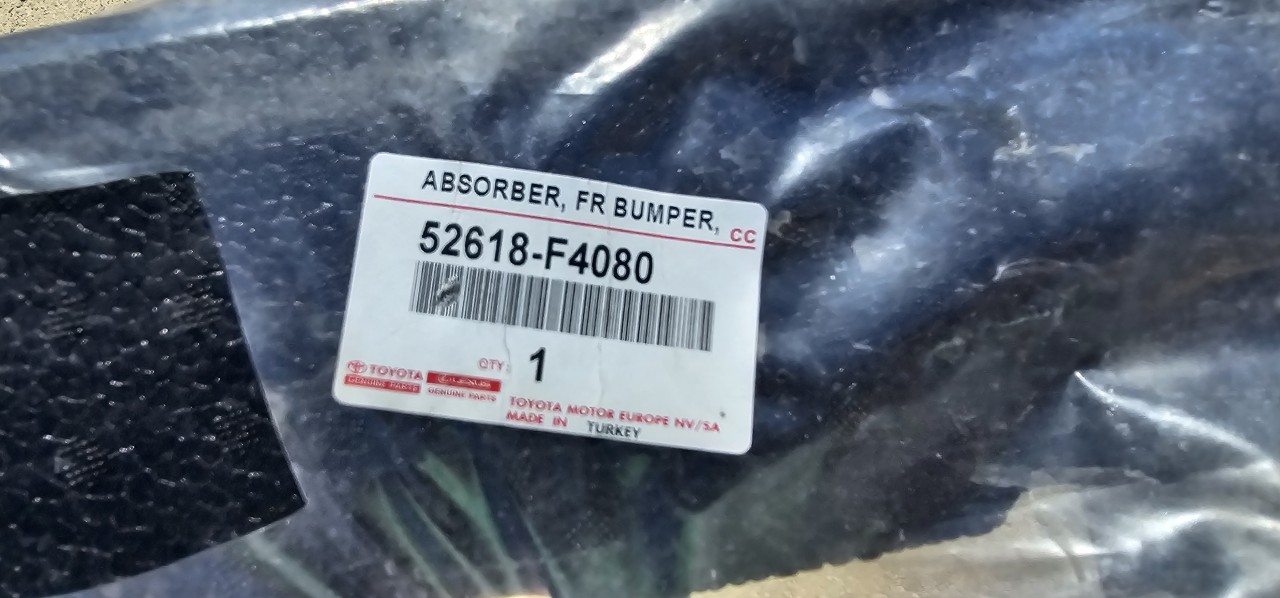 ABSORBER, FR BUMPER, CC
52618-F4080
QTY. 1
TOYOTA LEXUS
GENUINE PARTS GENUINE PARTS
TOYOTA MOTOR EUROPE NV/SA
MADE IN TURKEY